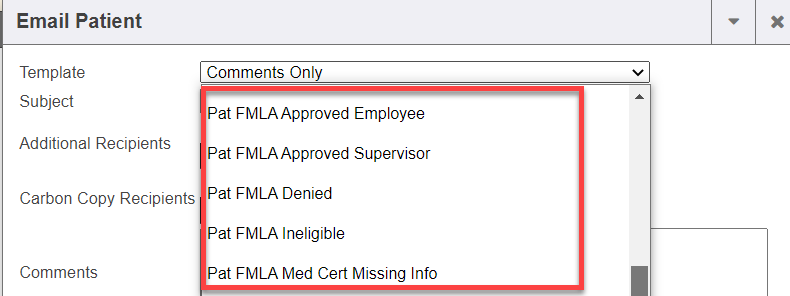 Email Patient
Template
Comments Only
Subject
Pat FMLA Approved Employee
Additional Recipients
Pat FMLA Approved Supervisor
Pat FMLA Denied
Carbon Copy Recipients
Pat FMLA Ineligible
Comments
Pat FMLA Med Cert Missing Info